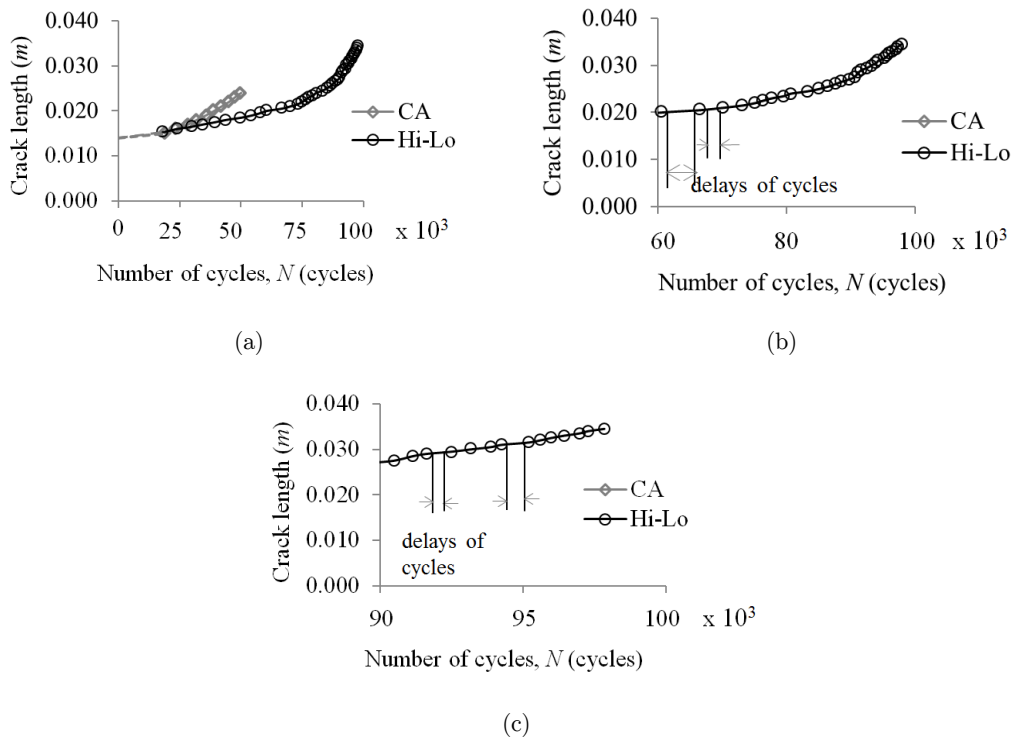 0.040
0.030
0.020
0.010
0.000
Crack length (m)
0 25 50 75 100 x 10³
Number of cycles, N (cycles)
CA
Hi-Lo
(a)
0.040
0.030
0.020
0.010
0.000
Crack length (m)
delays of cycles
60 80 100 x 10³
Number of cycles, N (cycles)
CA
Hi-Lo
(b)
0.040
0.030
0.020
0.010
0.000
Crack length (m)
delays of
cycles
90 95 100 x 10³
Number of cycles, N (cycles)
CA
Hi-Lo
(c)